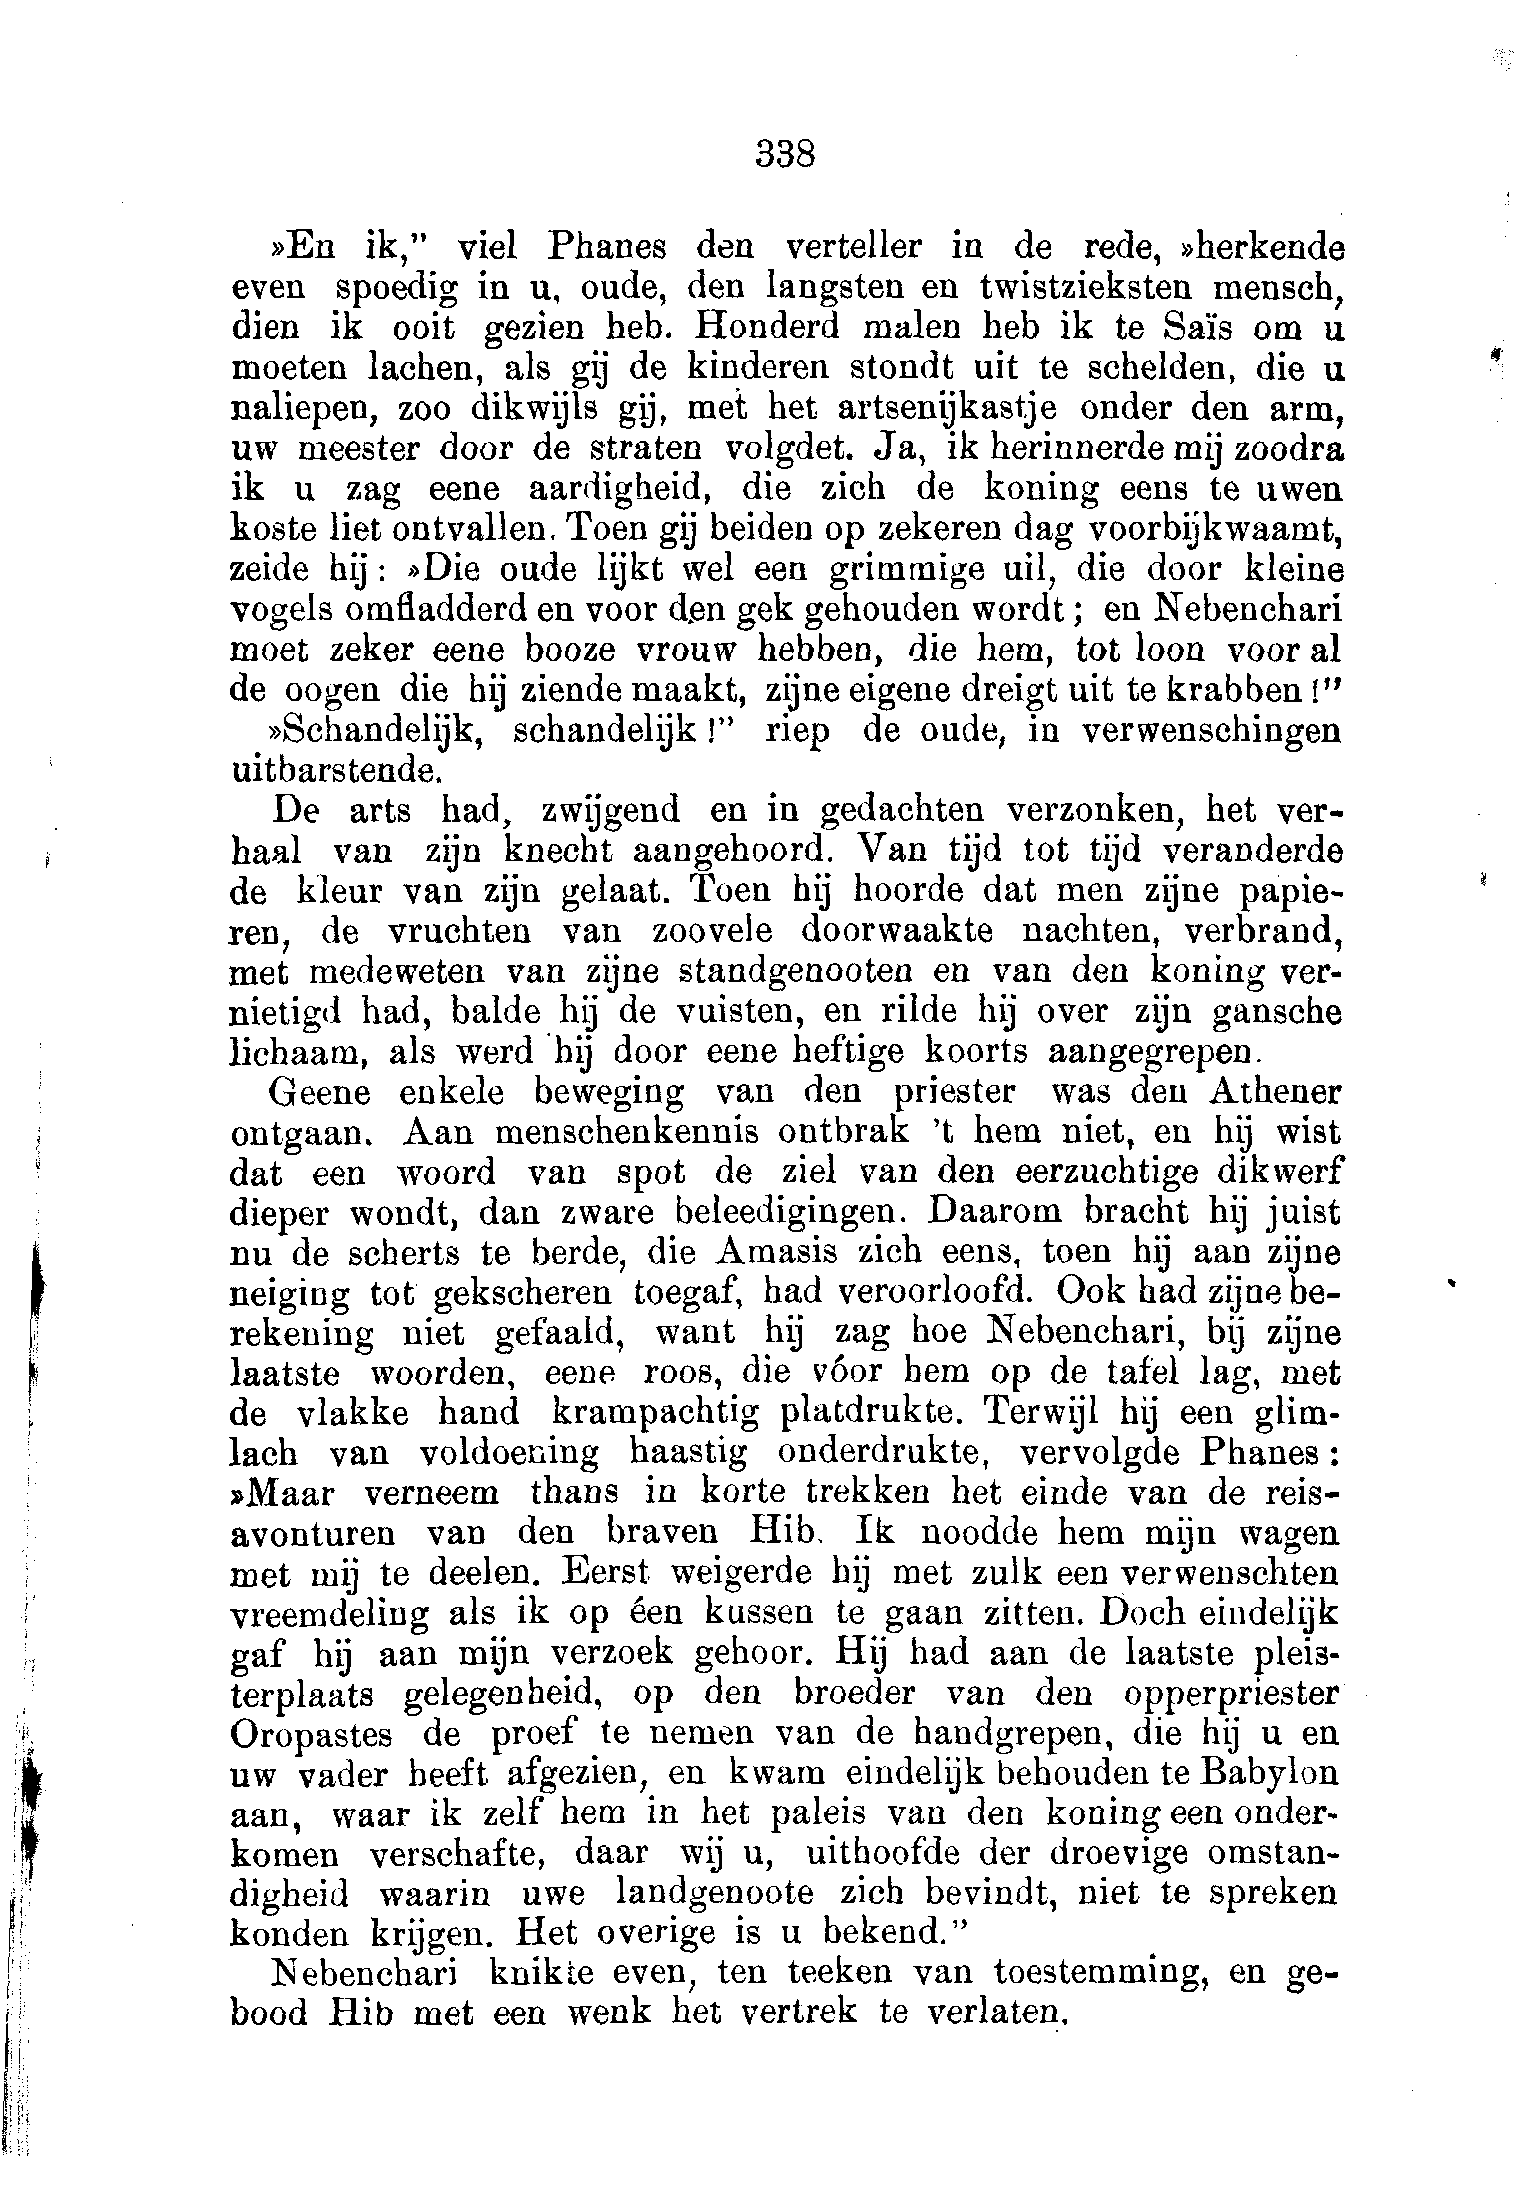 338
»En ik,” viel Phanes den verteller in de rede, »herkende
even spoedig in u, oude, den langsten en twistzieksten mensch,
dien ik ooit gezien heb. Honderd malen heb ik te Saïs om u
moeten lachen, als gij de kinderen stondt uit te schelden, die u
naliepen, zoo dikwijls gij, met het artsenijkastje onder den arm,
uw meester door de straten volgdet. Ja, ik herinnerde mij zoodra
ik u zag eene aardigheid, die zich de koning eens te uwen
koste liet ontvallen. Toen gij beiden op zekeren dag voorbijkwaamt,
zeide hij: »Die oude lijkt wel een grimmige uil, die door kleine
vogels omfladderd en voor den gek gehouden wordt; en Nebenchari
moet zeker eene booze vrouw hebben, die hem, tot loon voor al
de oogen die hij ziende maakt, zijne eigene dreigt uit te krabben!”
»Schandelijk, schandelijk!” riep de oude, in verwenschingen
uitbarstende.
De arts had, zwijgend en in gedachten verzonken, het ver-
haal van zijn knecht aangehoord. Van tijd tot tijd veranderde
de kleur van zijn gelaat. Toen hij hoorde dat men zijne papie-
ren, de vruchten van zoovele doorwaakte nachten, verbrand,
met medeweten van zijne standgenooten en van den koning ver-
nietigd had, balde hij de vuisten, en rilde hij over zijn gansche
lichaam, als werd hij door eene heftige koorts aangegrepen.
Geene enkele beweging van den priester was den Athener
ontgaan. Aan menschenkennis ontbrak 't hem niet, en hij wist
dat een woord van spot de ziel van den eerzuchtige dikwerf
dieper wondt, dan zware beleedigingen. Daarom bracht hij juist
nu de scherts te berde, die Amasis zich eens, toen hij aan zijne
neiging tot gekscheren toegaf, had veroorloofd. Ook had zijne be-
rekening niet gefaald, want hij zag hoe Nebenchari, bij zijne
laatste woorden, eene roos, die vóor hem op de tafel lag, met
de vlakke hand krampachtig platdrukte. Terwijl hij een glim-
lach van voldoening haastig onderdrukte, vervolgde Phanes:
»Maar verneem thans in korte trekken het einde van de reis-
avonturen van den braven Hib. Ik noodde hem mijn wagen
met mij te deelen. Eerst weigerde hij met zulk een verwenschten
vreemdeling als ik op éen kussen te gaan zitten. Doch eindelijk
gaf hij aan mijn verzoek gehoor. Hij had aan de laatste pleis-
terplaats gelegenheid, op den broeder van den opperpriester
Oropastes de proef te nemen van de handgrepen, die hij u en
uw vader heeft afgezien, en kwam eindelijk behouden te Babylon
aan, waar ik zelf hem in het paleis van den koning een onder-
komen verschafte, daar wij u, uithoofde der droevige omstan-
digheid waarin uwe landgenoote zich bevindt, niet te spreken
konden krijgen. Het overige is u bekend.”
Nebenchari knikte even, ten teeken van toestemming, en ge-
bood Hib met een wenk het vertrek te verlaten.